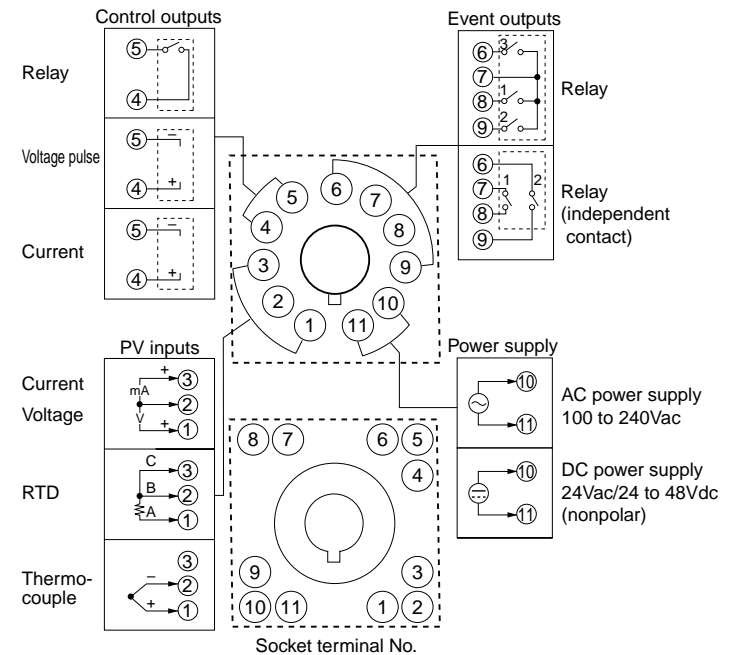 Control outputs
Relay
5
4
Voltage pulse
5 −
4 +
Current
5 −
4 +
Event outputs
6 3
7
8 1
9 2
Relay
6
7 1 2
8
9
Relay
(independent
contact)
5 6 7
4 8
3 9
2 10
1 11
PV inputs
Current
Voltage
+ 3
mA 2
V + 1
RTD
C 3
B 2
A 1
Thermo-
couple
3
− 2
+ 1
Power supply
10
11
AC power supply
100 to 240Vac
10
11
DC power supply
24Vac/24 to 48Vdc
(nonpolar)
8 7 6 5
4
9 3
10 11 1 2
Socket terminal No.